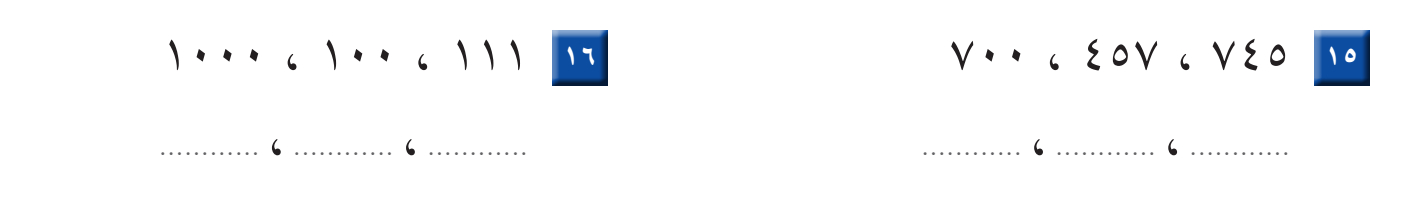 ١٥ ٧٤٥ ، ٤٥٧ ، ٧٠٠
............ ، ............ ، ............
١٦ ١١١ ، ١٠٠ ، ١٠٠٠
............ ، ............ ، ............